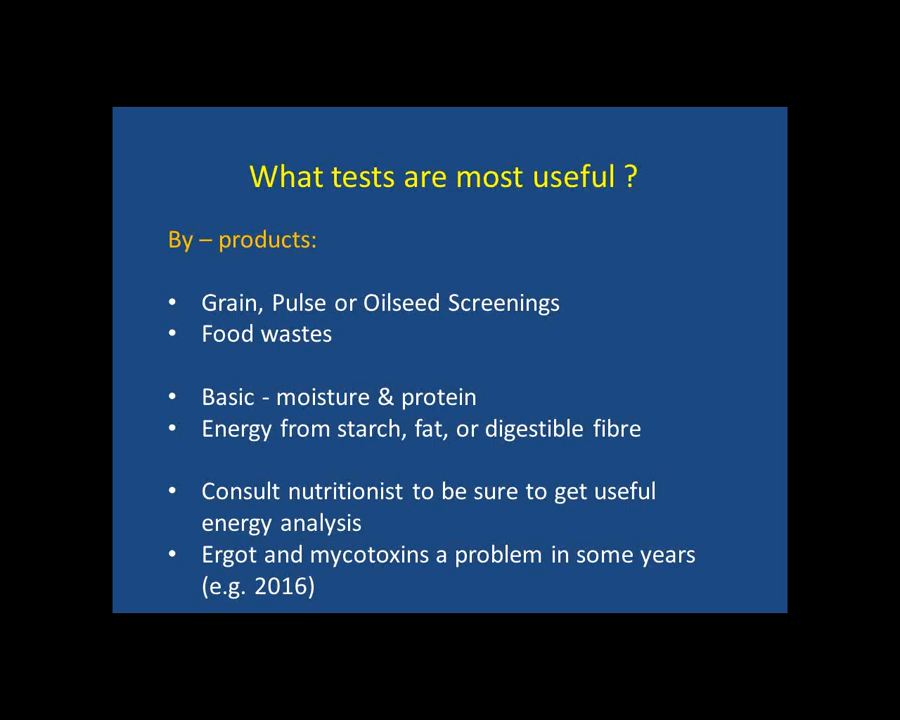 What tests are most useful ?
By – products:
• Grain, Pulse or Oilseed Screenings
• Food wastes
• Basic - moisture & protein
• Energy from starch, fat, or digestible fibre
• Consult nutritionist to be sure to get useful
energy analysis
• Ergot and mycotoxins a problem in some years
(e.g. 2016)